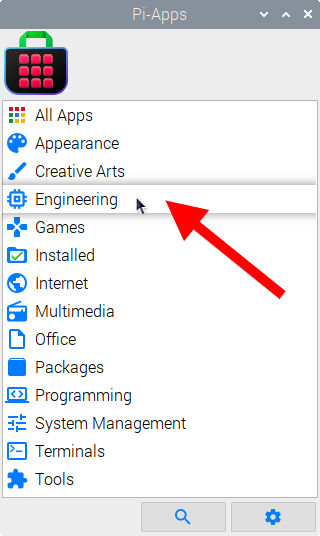 Pi-Apps
All Apps
Appearance
Creative Arts
Engineering
Games
Installed
Internet
Multimedia
Office
Packages
Programming
System Management
Terminals
Tools